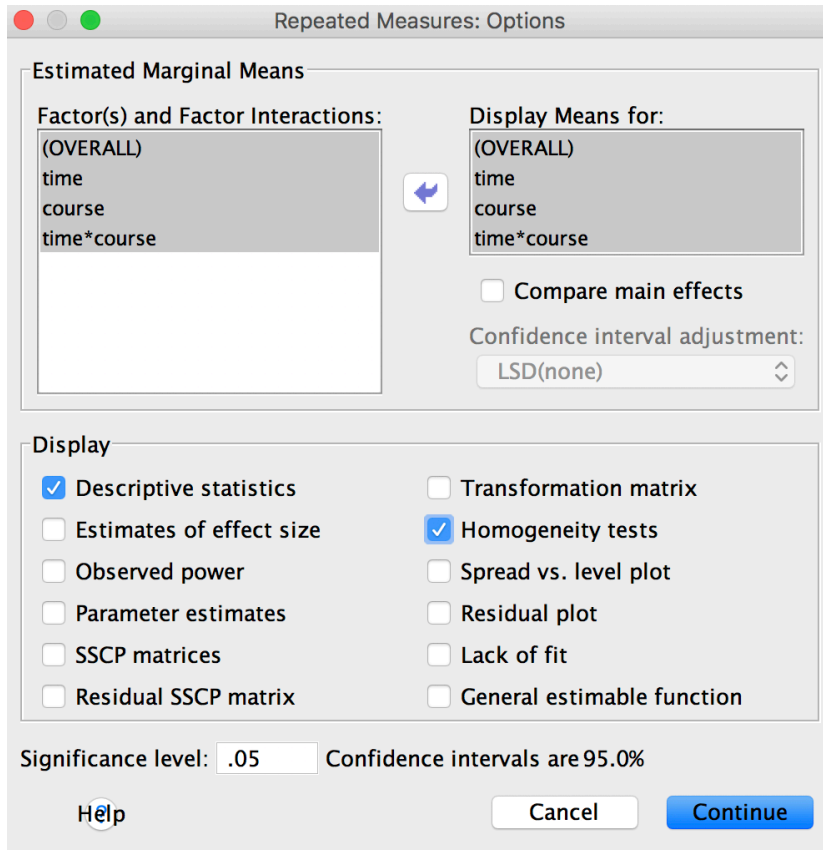 Repeated Measures: Options
Estimated Marginal Means
Factor(s) and Factor Interactions:
(OVERALL)
time
course
time*course
Display Means for:
(OVERALL)
time
course
time*course
Compare main effects
Confidence interval adjustment:
LSD(none)
Display
Descriptive statistics
Estimates of effect size
Observed power
Parameter estimates
SSCP matrices
Residual SSCP matrix
Transformation matrix
Homogeneity tests
Spread vs. level plot
Residual plot
Lack of fit
General estimable function
Significance level: .05 Confidence intervals are 95.0%
Help
Cancel
Continue